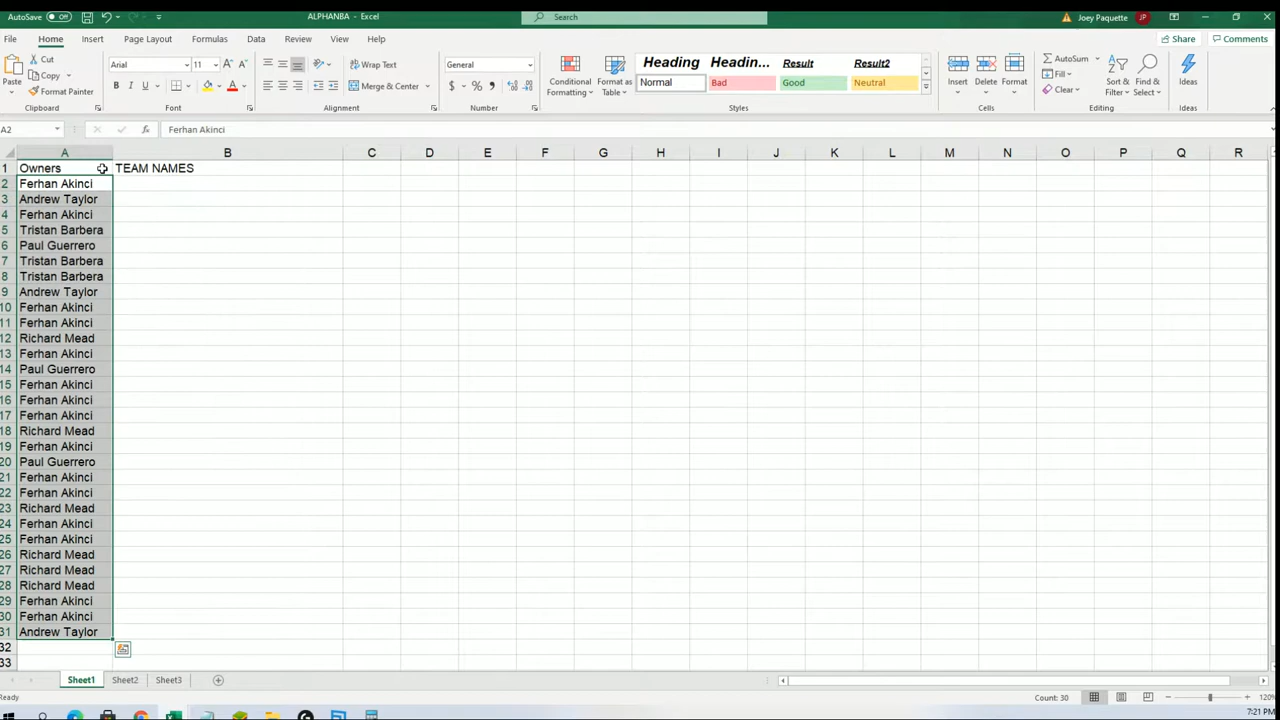 AutoSave Off ALPHANBA - Excel Search Joey Paquette JP
File Home Insert Page Layout Formulas Data Review View Help Share Comments
Paste Cut Copy Format Painter Clipboard
Arial 11 A A B I U A Font
Wrap Text Merge & Center Alignment
General $ % , Number
Conditional Formatting Format as Table
Heading Headin... Result Result2
Normal Bad Good Neutral
Styles
Insert Delete Format Cells
AutoSum Fill Clear Sort & Filter Find & Select Editing
Ideas Ideas
A2 fx Ferhan Akinci
A B C D E F G H I J K L M N O P Q R
1 Owners TEAM NAMES
2 Ferhan Akinci
3 Andrew Taylor
4 Ferhan Akinci
5 Tristan Barbera
6 Paul Guerrero
7 Tristan Barbera
8 Tristan Barbera
9 Andrew Taylor
10 Ferhan Akinci
11 Ferhan Akinci
12 Richard Mead
13 Ferhan Akinci
14 Paul Guerrero
15 Ferhan Akinci
16 Ferhan Akinci
17 Ferhan Akinci
18 Richard Mead
19 Ferhan Akinci
20 Paul Guerrero
21 Ferhan Akinci
22 Ferhan Akinci
23 Richard Mead
24 Ferhan Akinci
25 Ferhan Akinci
26 Richard Mead
27 Richard Mead
28 Richard Mead
29 Ferhan Akinci
30 Ferhan Akinci
31 Andrew Taylor
32
33
Sheet1 Sheet2 Sheet3
Ready Count: 30 120%
7:21 PM